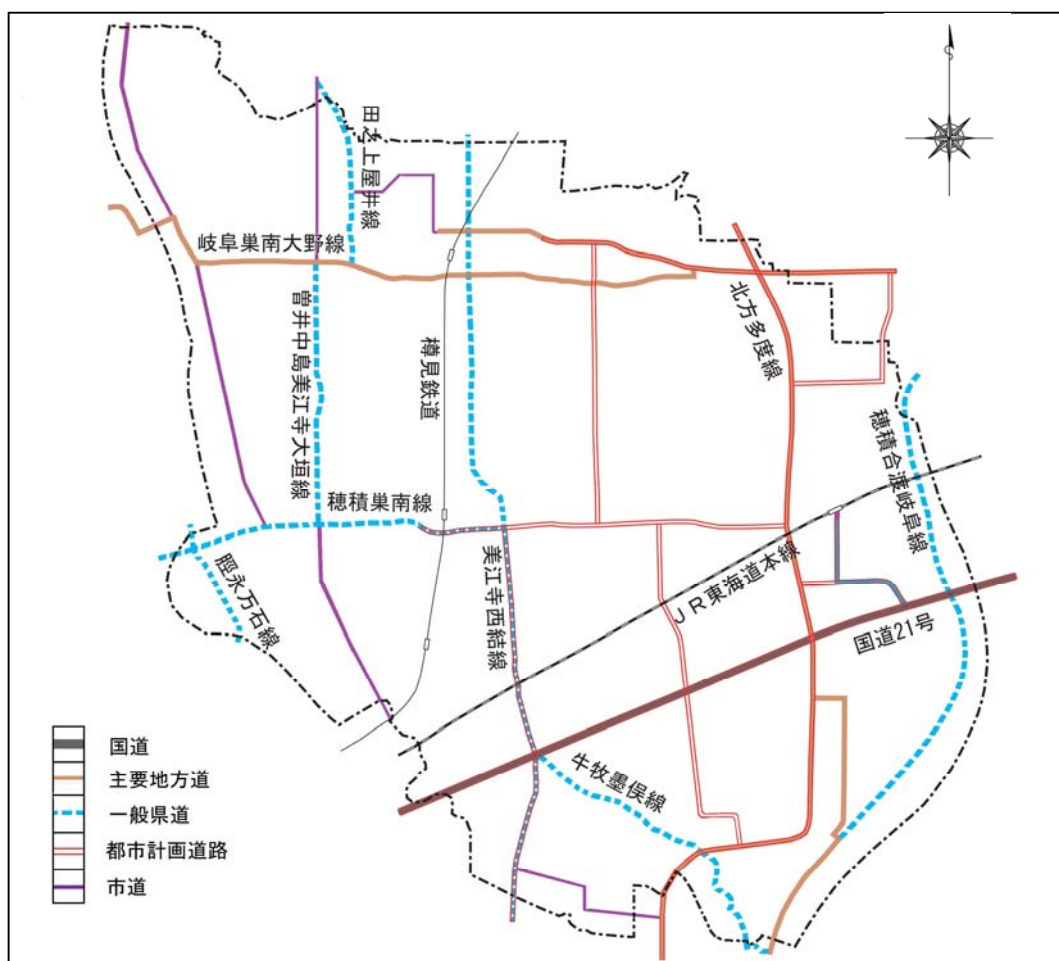 S
田之上屋井線
岐阜巣南大野線
曽井中島美江寺大垣線
樽見鉄道
北方多度線
穂積合渡岐阜線
穂積巣南線
脛永万石線
美江寺西結線
JR東海道本線
国道21号
牛牧墨俣線
国道
主要地方道
一般県道
都市計画道路
市道